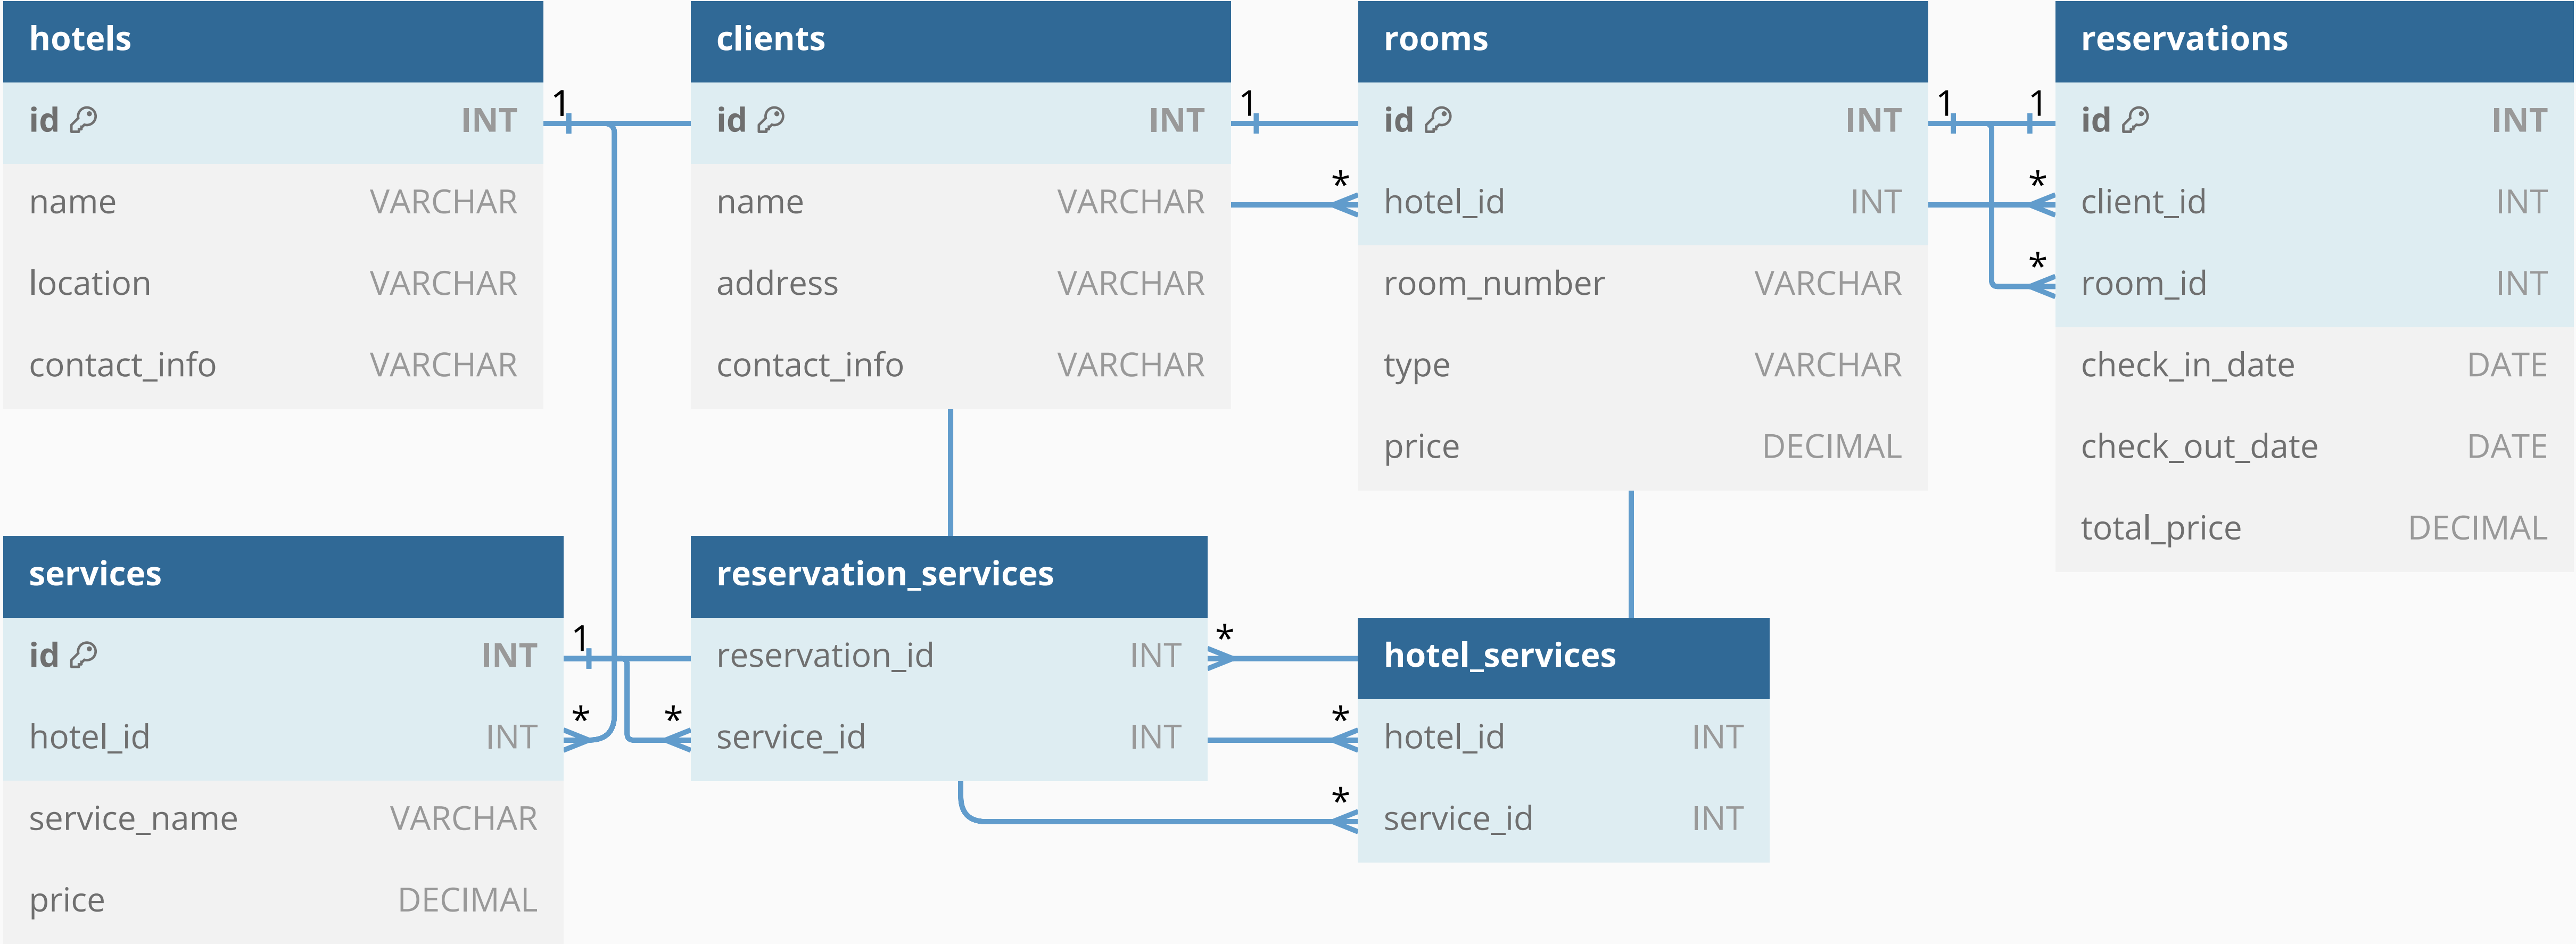 hotels
id INT
name VARCHAR
location VARCHAR
contact_info VARCHAR
1
clients
id INT
name VARCHAR
address VARCHAR
contact_info VARCHAR
1
*
rooms
id INT
hotel_id INT
room_number VARCHAR
type VARCHAR
price DECIMAL
1
1
*
*
reservations
id INT
client_id INT
room_id INT
check_in_date DATE
check_out_date DATE
total_price DECIMAL
services
id INT
hotel_id INT
service_name VARCHAR
price DECIMAL
1
*
*
reservation_services
reservation_id INT
service_id INT
*
*
*
hotel_services
hotel_id INT
service_id INT